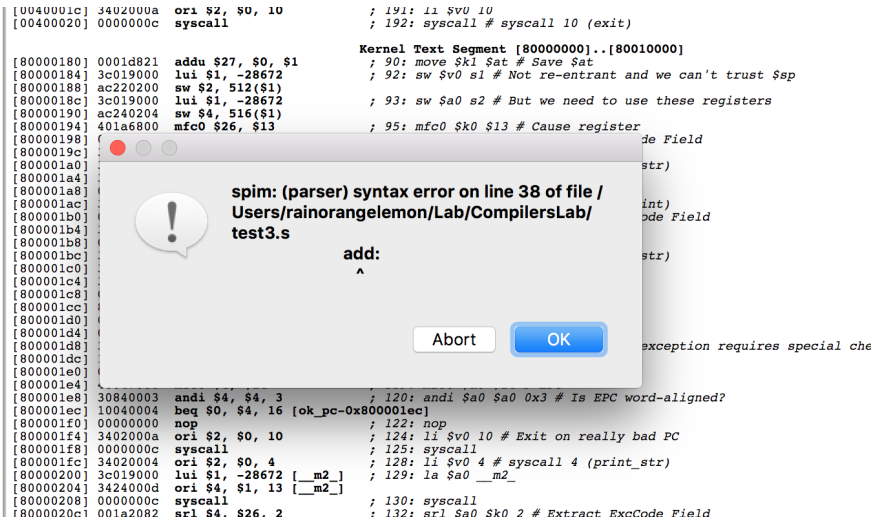 [0040001c] 3402000a ori $2, $0, 10 ; 191: li $v0 10
[00400020] 0000000c syscall ; 192: syscall # syscall 10 (exit)
Kernel Text Segment [80000000]..[80010000]
[80000180] 0001d821 addu $27, $0, $1 ; 90: move $k1 $at # Save $at
[80000184] 3c019000 lui $1, -28672 ; 92: sw $v0 s1 # Not re-entrant and we can't trust $sp
[80000188] ac220200 sw $2, 512($1)
[8000018c] 3c019000 lui $1, -28672 ; 93: sw $a0 s2 # But we need to use these registers
[80000190] ac240204 sw $4, 516($1)
[80000194] 401a6800 mfc0 $26, $13 ; 95: mfc0 $k0 $13 # Cause register
[80000198] de Field
[8000019c]
[800001a0] str)
[800001a4]
[800001a8]
[800001ac] int)
[800001b0] ode Field
[800001b4]
[800001b8]
[800001bc] str)
[800001c0]
[800001c4]
[800001c8]
[800001cc]
[800001d0]
[800001d4]
[800001d8] exception requires special che
[800001dc]
[800001e0]
[800001e4]
[800001e8] 30840003 andi $4, $4, 3 ; 120: andi $a0 $a0 0x3 # Is EPC word-aligned?
[800001ec] 10040004 beq $0, $4, 16 [ok_pc-0x800001ec]
[800001f0] 00000000 nop ; 122: nop
[800001f4] 3402000a ori $2, $0, 10 ; 124: li $v0 10 # Exit on really bad PC
[800001f8] 0000000c syscall ; 125: syscall
[800001fc] 34020004 ori $2, $0, 4 ; 128: li $v0 4 # syscall 4 (print_str)
[80000200] 3c019000 lui $1, -28672 [__m2_] ; 129: la $a0 __m2_
[80000204] 3424000d ori $4, $1, 13 [__m2_]
[80000208] 0000000c syscall ; 130: syscall
[8000020c] 001a2082 srl $4, $26, 2 ; 132: srl $a0 $k0 2 # Extract ExcCode Field
spim: (parser) syntax error on line 38 of file /
Users/rainorangelemon/Lab/CompilersLab/
test3.s
add:
^
Abort OK